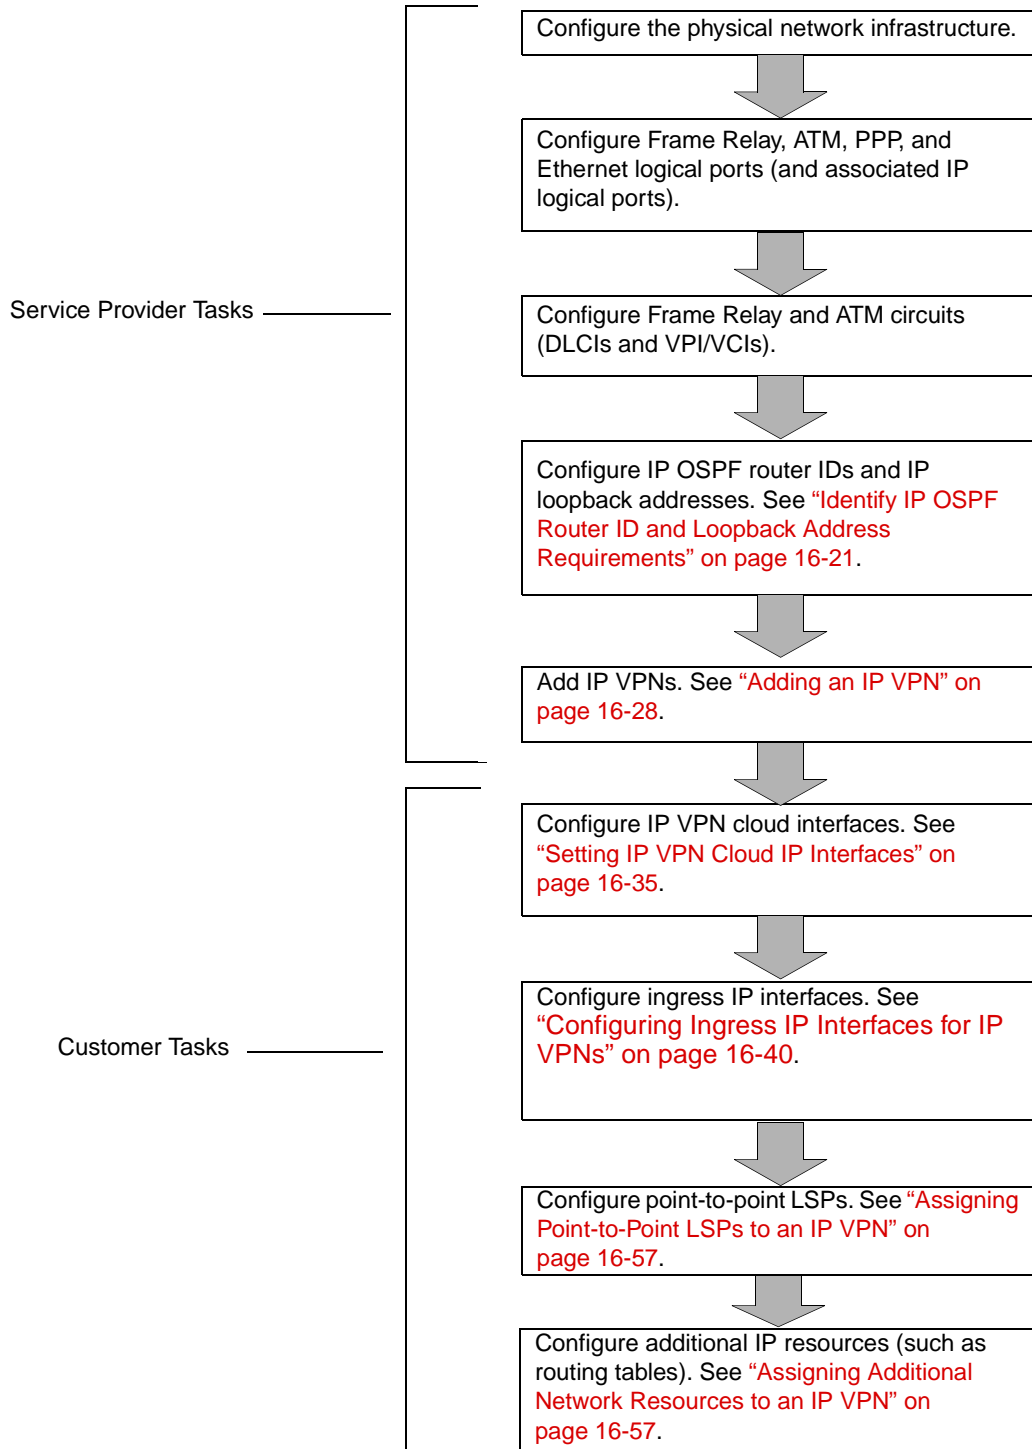 Configure the physical network infrastructure.
Configure Frame Relay, ATM, PPP, and
Ethernet logical ports (and associated IP
logical ports).
Service Provider Tasks
Configure Frame Relay and ATM circuits
(DLCIs and VPI/VCIs).
Configure IP OSPF router IDs and IP
loopback addresses. See “Identify IP OSPF
Router ID and Loopback Address
Requirements” on page 16-21.
Add IP VPNs. See “Adding an IP VPN” on
page 16-28.
Configure IP VPN cloud interfaces. See
“Setting IP VPN Cloud IP Interfaces” on
page 16-35.
Configure ingress IP interfaces. See
“Configuring Ingress IP Interfaces for IP
VPNs” on page 16-40.
Customer Tasks
Configure point-to-point LSPs. See “Assigning
Point-to-Point LSPs to an IP VPN” on
page 16-57.
Configure additional IP resources (such as
routing tables). See “Assigning Additional
Network Resources to an IP VPN” on
page 16-57.